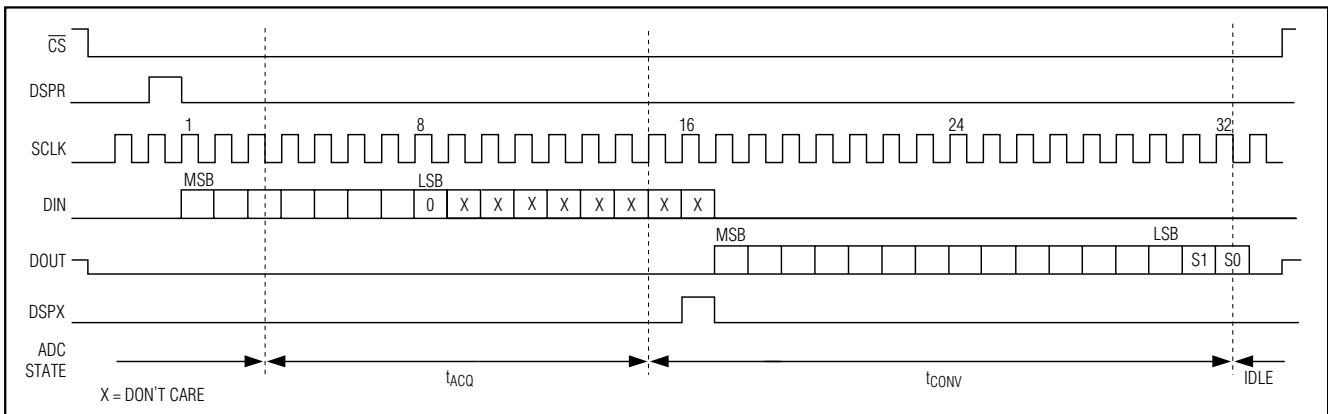 CS
DSPR
1 8 16 24 32
SCLK
MSB LSB
DIN 0 X X X X X X X X
MSB LSB
DOUT S1 S0
DSPX
ADC
STATE
tACQ tCONV IDLE
X = DON'T CARE